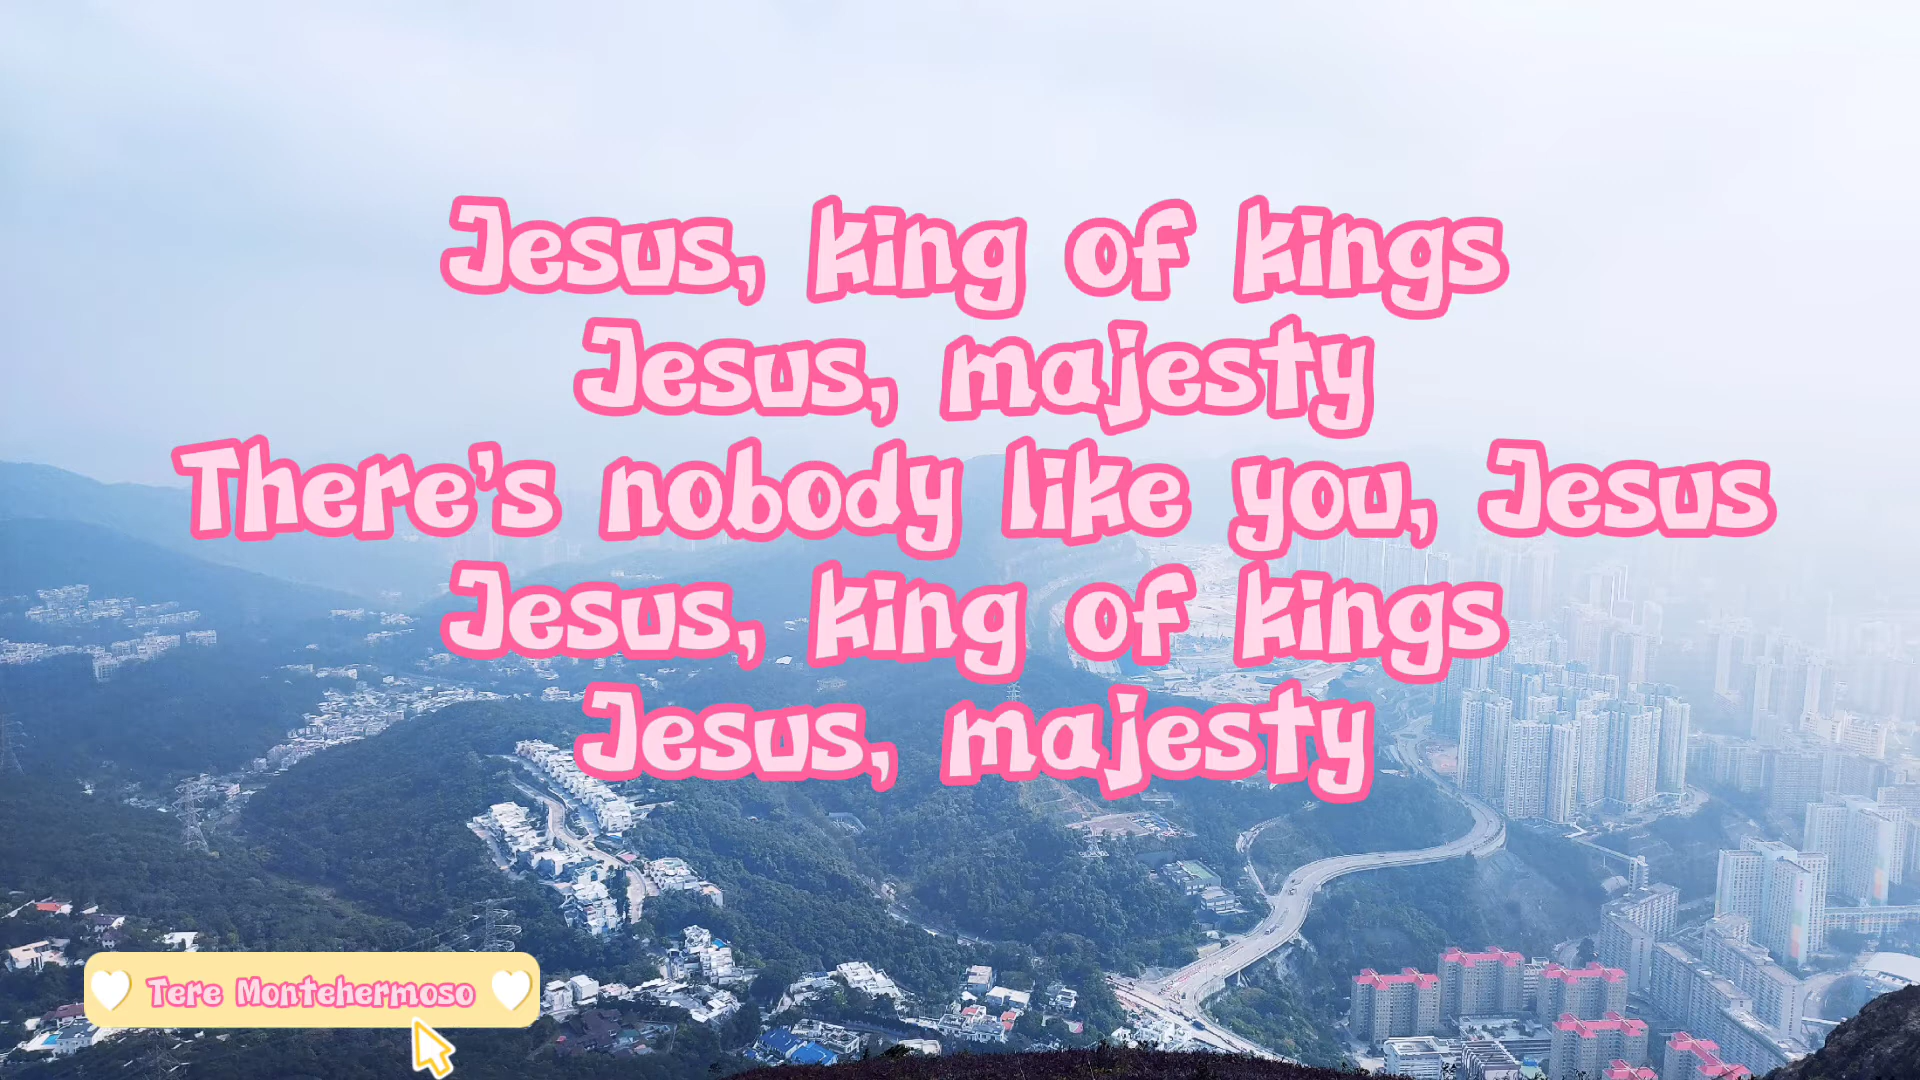 Jesus, king of kings
Jesus, majesty
There's nobody like you, Jesus
Jesus, king of kings
Jesus, majesty
Tere Montehermoso